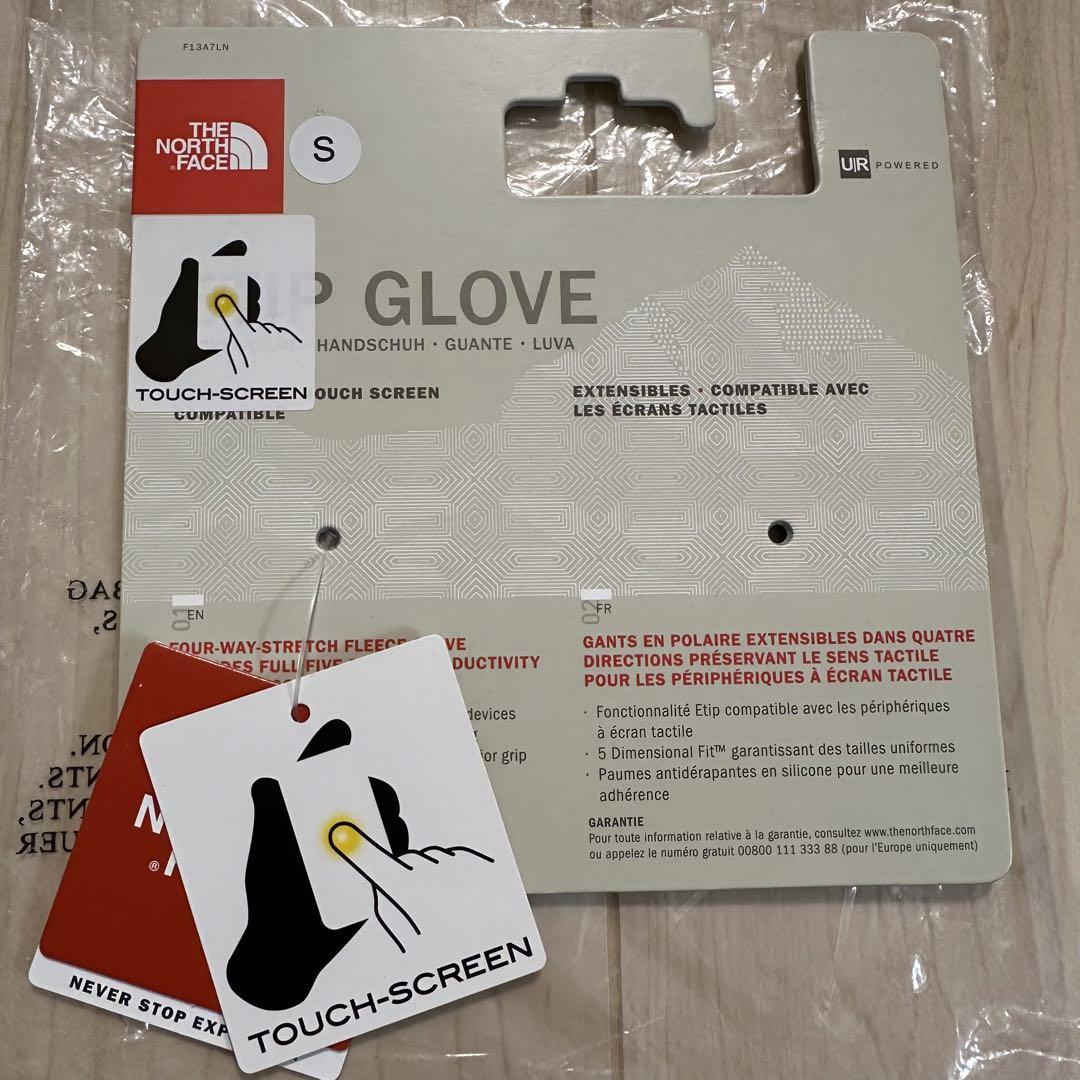 F13A7LN
THE
NORTH
FACE
S
U|R POWERED
GLOVE
HANDSCHUH · GUANTE · LUVA
TOUCH-SCREEN
OUCH SCREEN
COMPATIBLE
EXTENSIBLES · COMPATIBLE AVEC
LES ÉCRANS TACTILES
01 EN
FOUR-WAY-STRETCH FLEECE
FULL FIVE
DUCTIVITY
devices
ior grip
02 FR
GANTS EN POLAIRE EXTENSIBLES DANS QUATRE
DIRECTIONS PRÉSERVANT LE SENS TACTILE
POUR LES PÉRIPHÉRIQUES À ÉCRAN TACTILE
· Fonctionnalité Etip compatible avec les périphériques
à écran tactile
· 5 Dimensional Fit™ garantissant des tailles uniformes
· Paumes antidérapantes en silicone pour une meilleure
adhérence
GARANTIE
Pour toute information relative à la garantie, consultez www.thenorthface.com
ou appelez le numéro gratuit 00800 111 333 88 (pour l'Europe uniquement)
N
®
NEVER STOP EXP
TOUCH-SCREEN